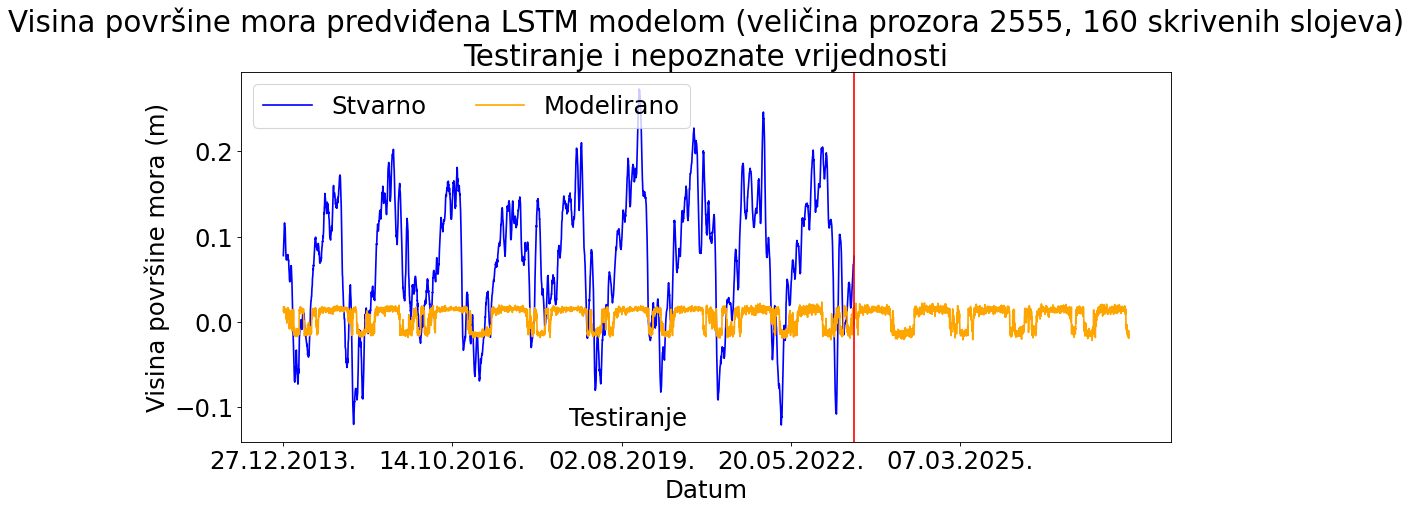 Visina površine mora predviđena LSTM modelom (veličina prozora 2555, 160 skrivenih slojeva)
Testiranje i nepoznate vrijednosti
Stvarno Modelirano
Visina površine mora (m)
0.2
0.1
0.0
−0.1
Testiranje
27.12.2013. 14.10.2016. 02.08.2019. 20.05.2022. 07.03.2025.
Datum